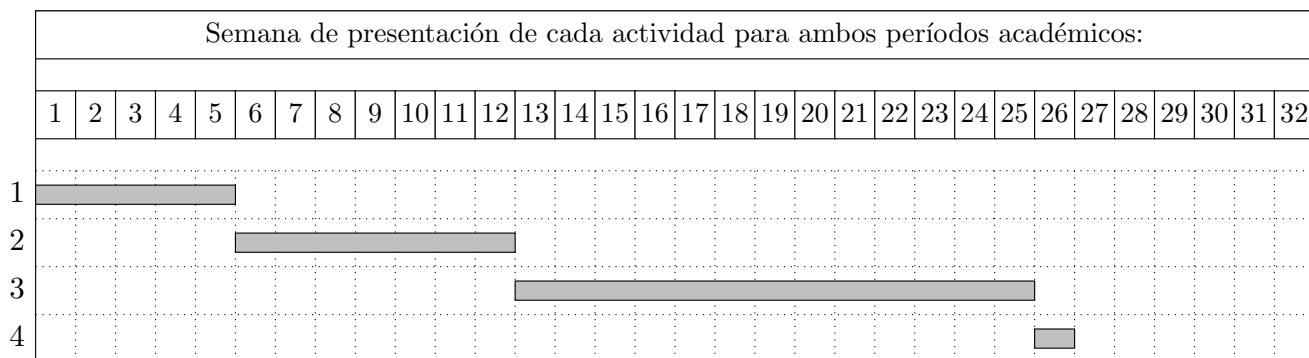 Semana de presentación de cada actividad para ambos períodos académicos:
1 2 3 4 5 6 7 8 9 10 11 12 13 14 15 16 17 18 19 20 21 22 23 24 25 26 27 28 29 30 31 32
1
2
3
4